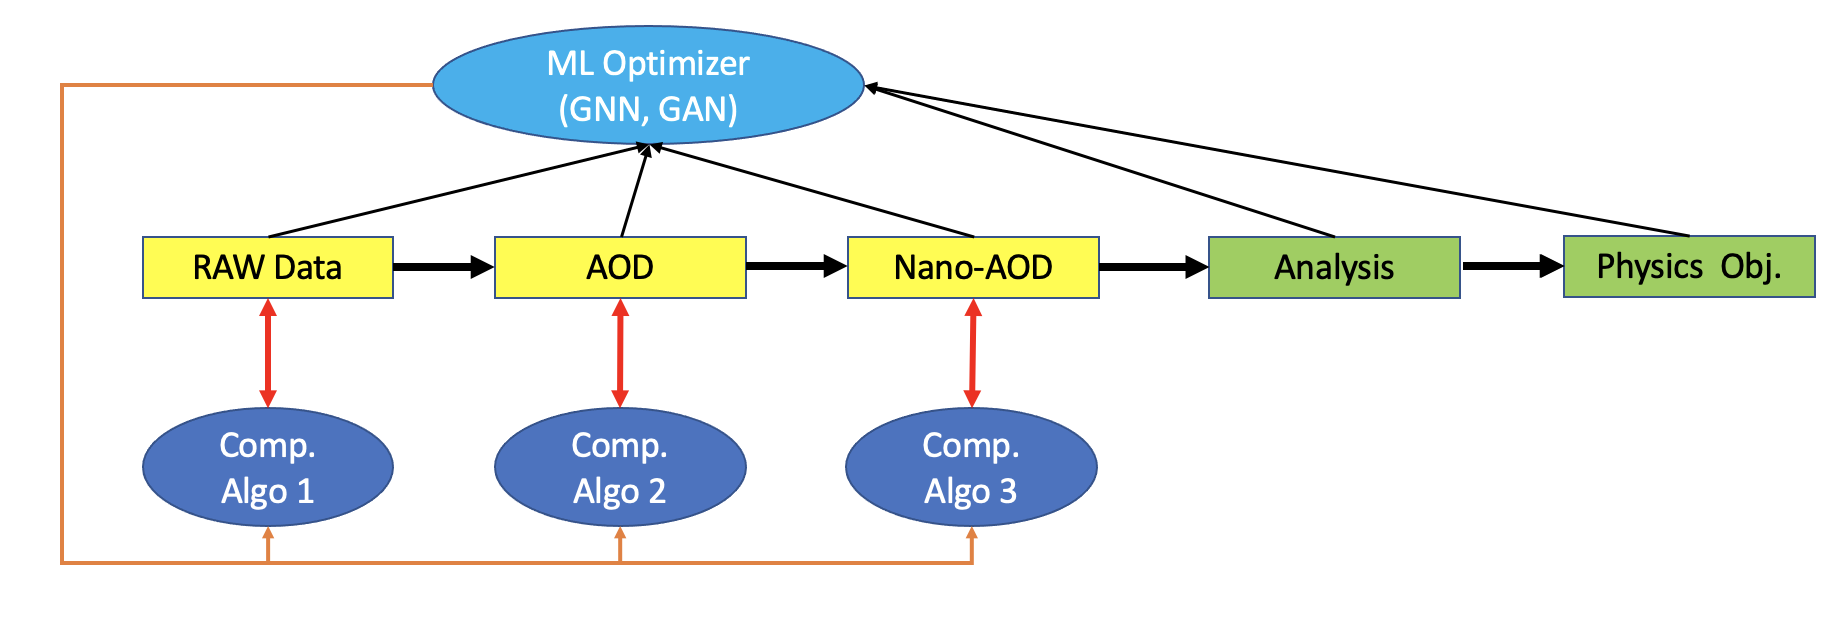 ML Optimizer
(GNN, GAN)
RAW Data
AOD
Nano-AOD
Analysis
Physics Obj.
Comp.
Algo 1
Comp.
Algo 2
Comp.
Algo 3